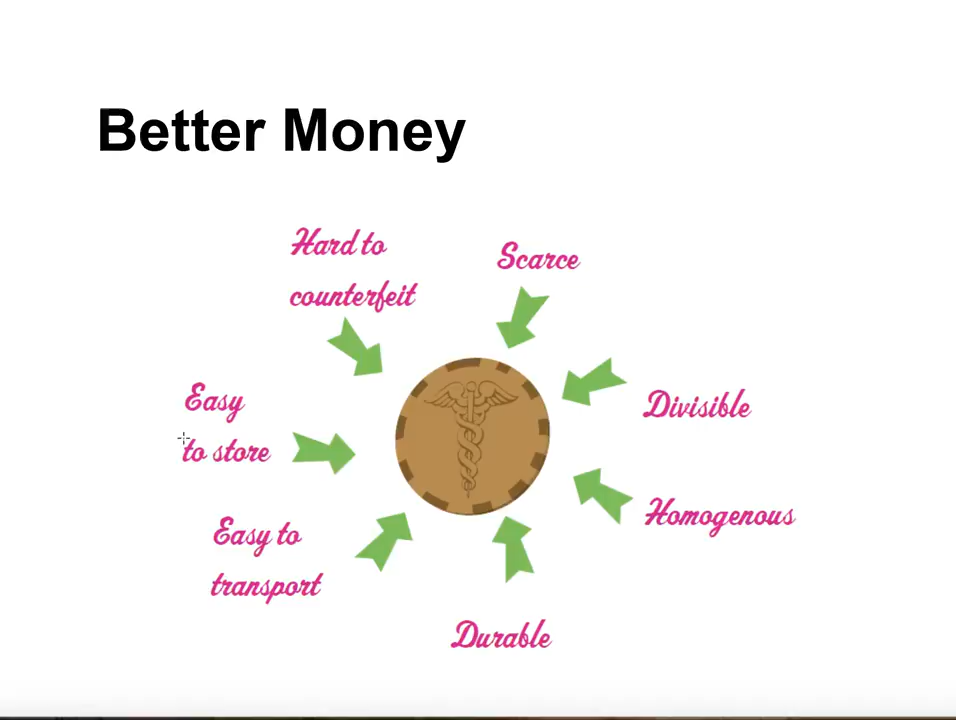 Better Money
Hard to
counterfeit
Scarce
Easy
to store
Divisible
Easy to
transport
Homogenous
Durable